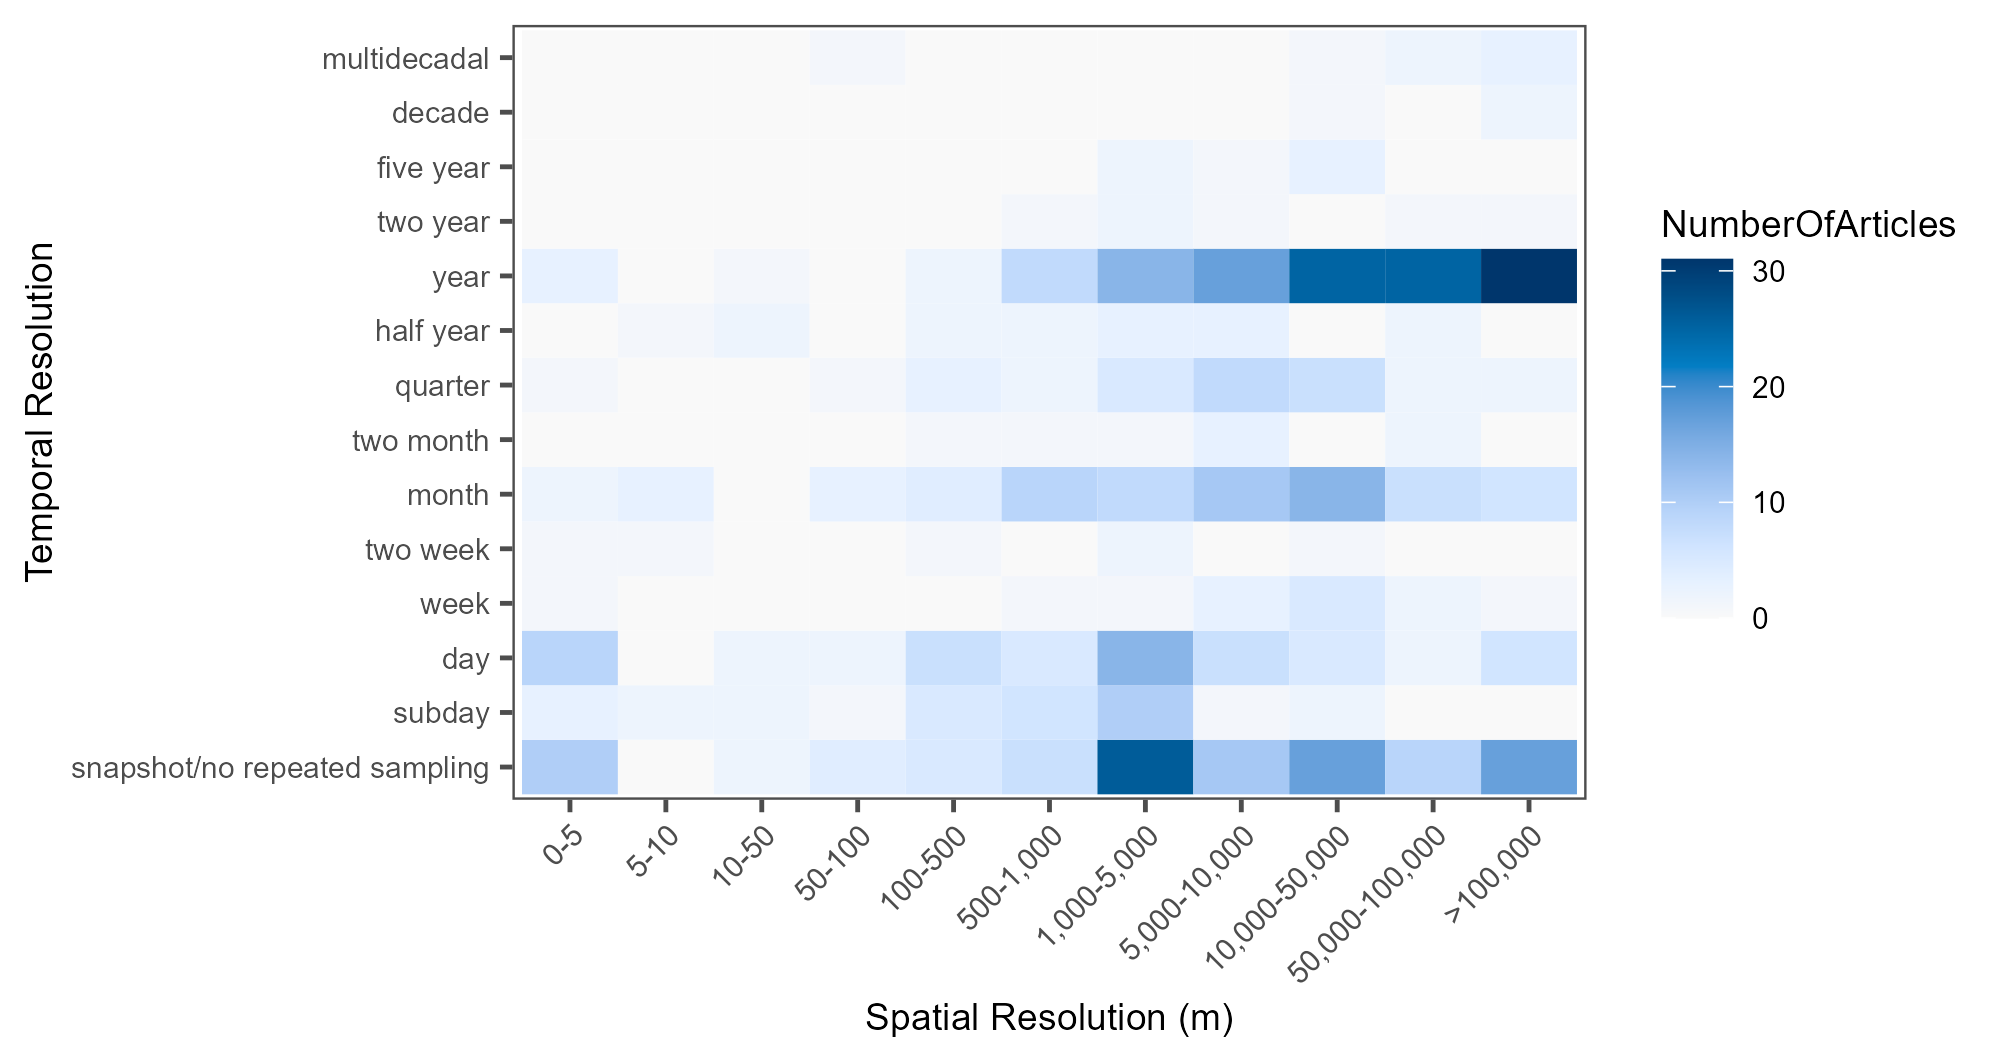 multidecadal
decade
five year
two year
year
half year
quarter
two month
month
two week
week
day
subday
snapshot/no repeated sampling
Temporal Resolution
0-5
5-10
10-50
50-100
100-500
500-1,000
1,000-5,000
5,000-10,000
10,000-50,000
50,000-100,000
>100,000
Spatial Resolution (m)
NumberOfArticles
30
20
10
0